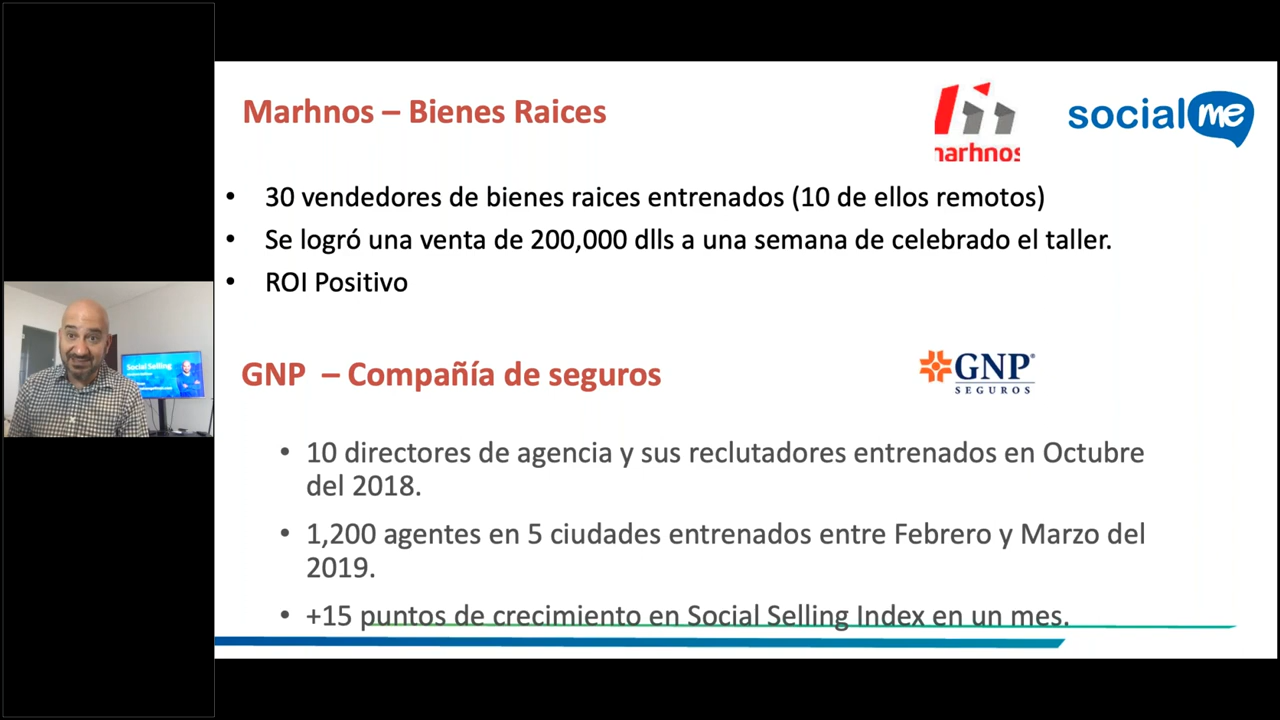 Marhnos – Bienes Raices
marhnos
social me
• 30 vendedores de bienes raices entrenados (10 de ellos remotos)
• Se logró una venta de 200,000 dlls a una semana de celebrado el taller.
• ROI Positivo
GNP – Compañía de seguros
GNP®
SEGUROS
• 10 directores de agencia y sus reclutadores entrenados en Octubre
del 2018.
• 1,200 agentes en 5 ciudades entrenados entre Febrero y Marzo del
2019.
• +15 puntos de crecimiento en Social Selling Index en un mes.
Social Selling